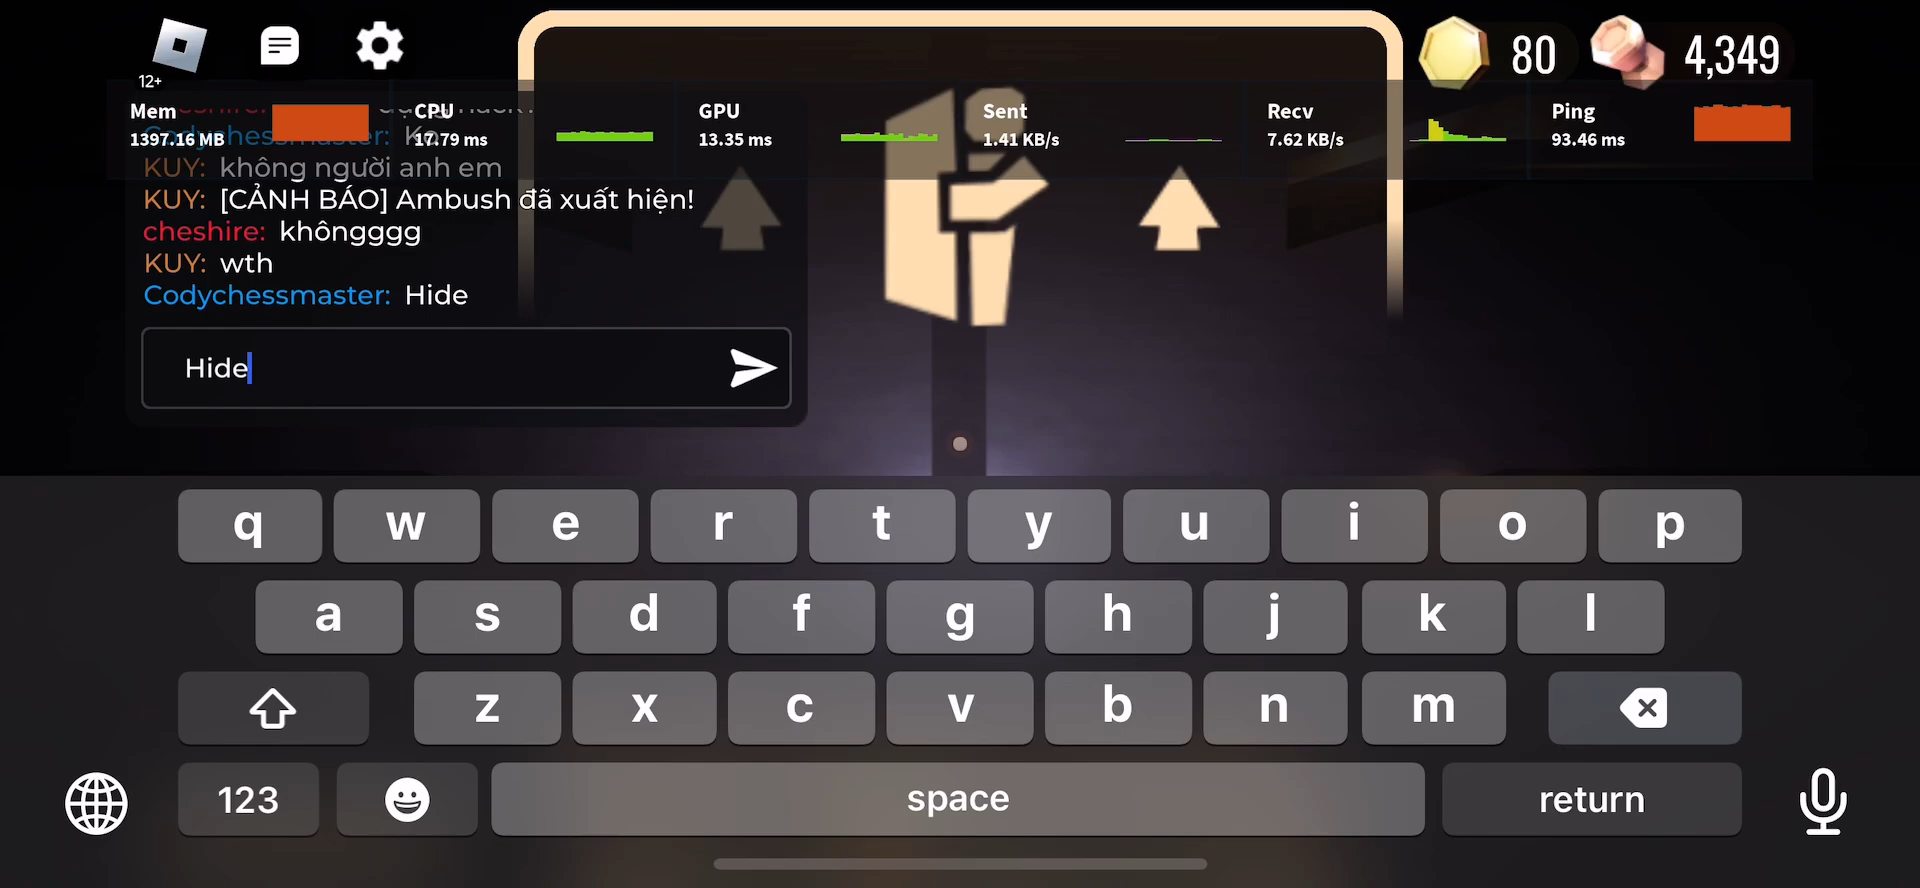 80
4,349
12+
Mem
CPU
GPU
Sent
Recv
Ping
1397.16 MB
17.79 ms
13.35 ms
1.41 KB/s
7.62 KB/s
93.46 ms
Codychessmaster: Ko
KUY: không người anh em
KUY: [CẢNH BÁO] Ambush đã xuất hiện!
cheshire: khôngggg
KUY: wth
Codychessmaster: Hide
Hide
q w e r t y u i o p
a s d f g h j k l
z x c v b n m
123 space return